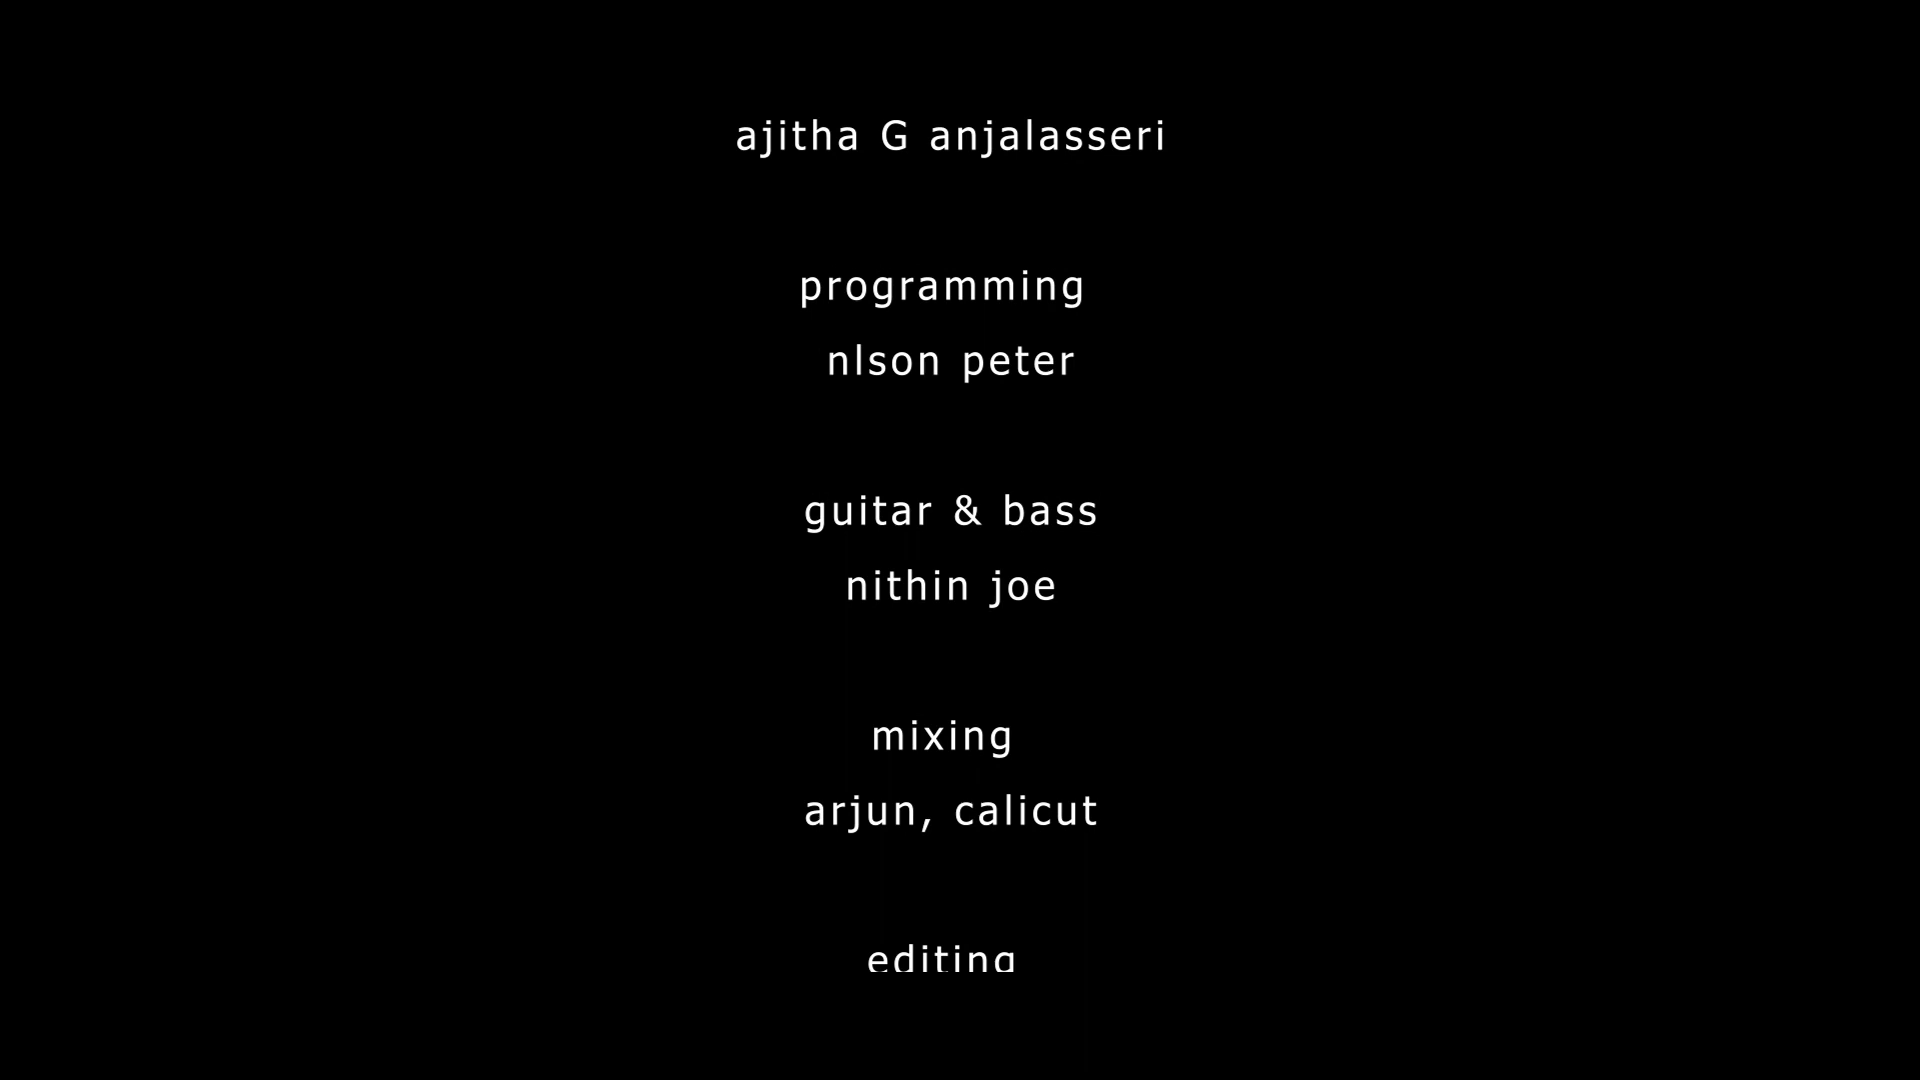 ajitha G anjalasseri
programming
nlson peter
guitar & bass
nithin joe
mixing
arjun, calicut
editing